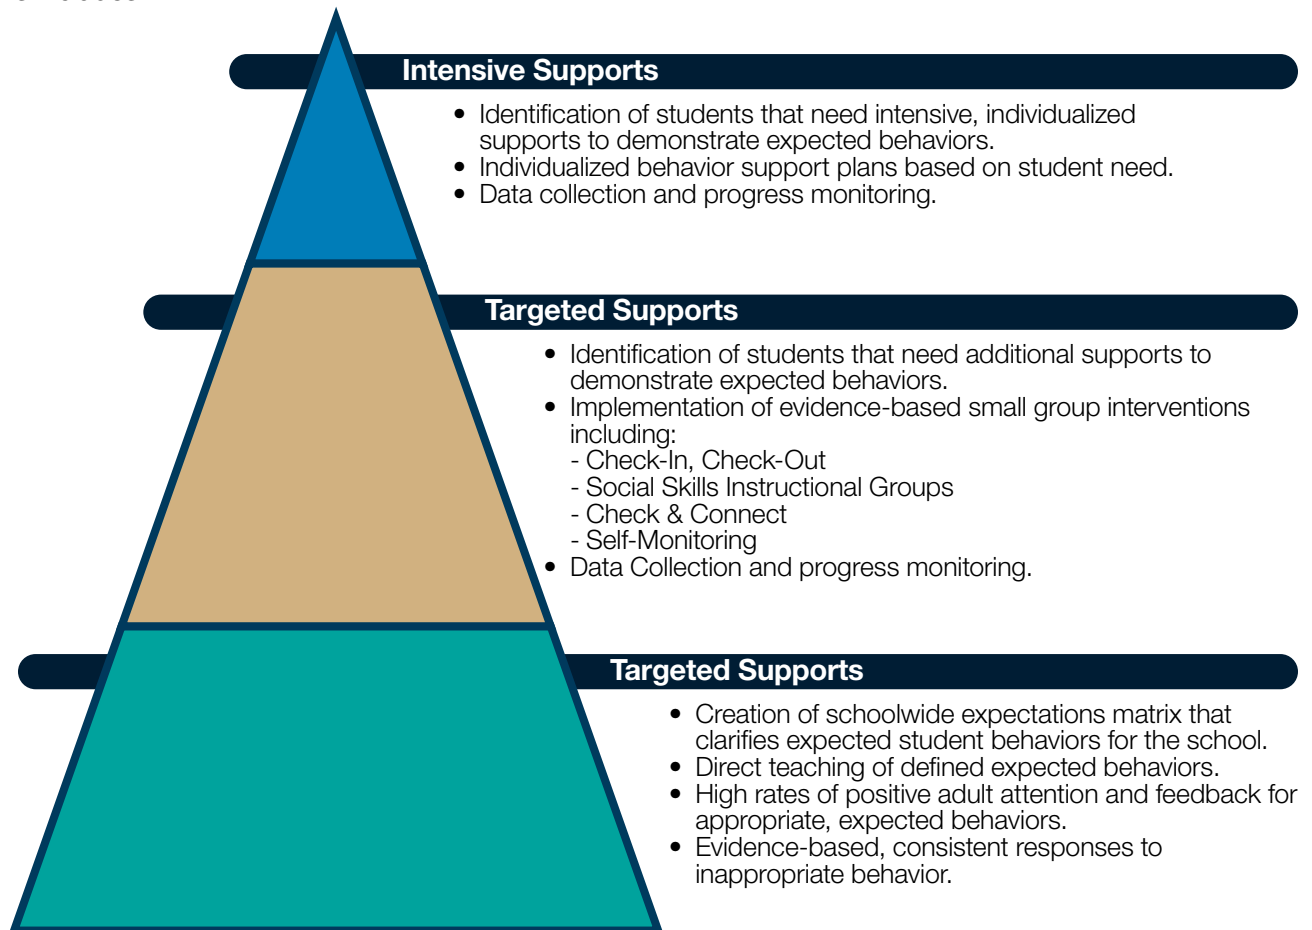 Intensive Supports
• Identification of students that need intensive, individualized
supports to demonstrate expected behaviors.
• Individualized behavior support plans based on student need.
• Data collection and progress monitoring.
Targeted Supports
• Identification of students that need additional supports to
demonstrate expected behaviors.
• Implementation of evidence-based small group interventions
including:
- Check-In, Check-Out
- Social Skills Instructional Groups
- Check & Connect
- Self-Monitoring
• Data Collection and progress monitoring.
Targeted Supports
• Creation of schoolwide expectations matrix that
clarifies expected student behaviors for the school.
• Direct teaching of defined expected behaviors.
• High rates of positive adult attention and feedback for
appropriate, expected behaviors.
• Evidence-based, consistent responses to
inappropriate behavior.